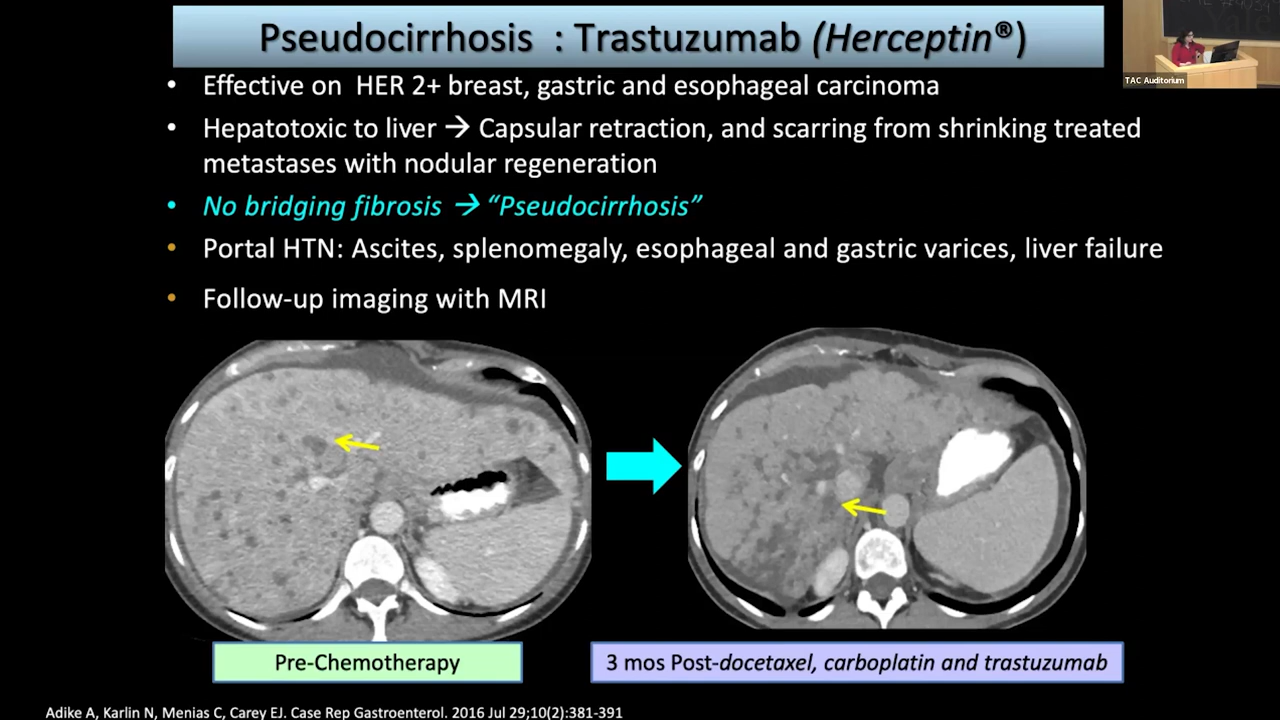 Pseudocirrhosis : Trastuzumab (Herceptin®)
TAC Auditorium
• Effective on HER 2+ breast, gastric and esophageal carcinoma
• Hepatotoxic to liver → Capsular retraction, and scarring from shrinking treated
metastases with nodular regeneration
• No bridging fibrosis → “Pseudocirrhosis”
• Portal HTN: Ascites, splenomegaly, esophageal and gastric varices, liver failure
• Follow-up imaging with MRI
Pre-Chemotherapy
3 mos Post-docetaxel, carboplatin and trastuzumab
Adike A, Karlin N, Menias C, Carey EJ. Case Rep Gastroenterol. 2016 Jul 29;10(2):381-391